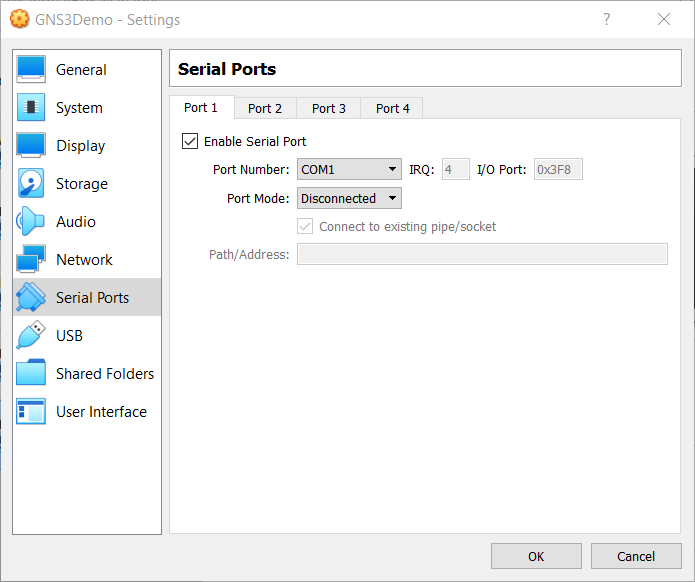 GNS3Demo - Settings
?
General
System
Display
Storage
Audio
Network
Serial Ports
USB
Shared Folders
User Interface
Serial Ports
Port 1 Port 2 Port 3 Port 4
Enable Serial Port
Port Number: COM1 IRQ: 4 I/O Port: 0x3F8
Port Mode: Disconnected
Connect to existing pipe/socket
Path/Address:
OK Cancel